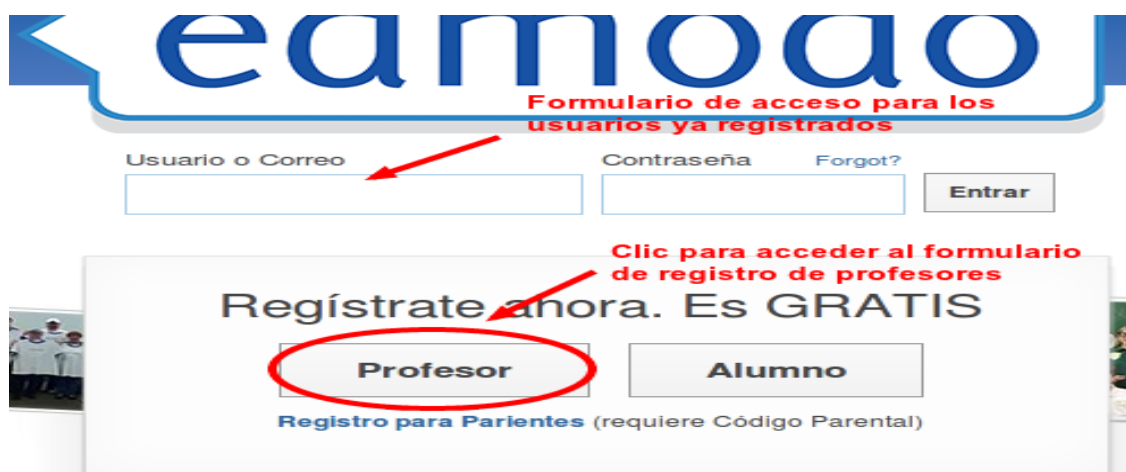 edmodo
Formulario de acceso para los
usuarios ya registrados
Usuario o Correo
Contraseña
Forgot?
Entrar
Clic para acceder al formulario
de registro de profesores
Regístrate ahora. Es GRATIS
Profesor
Alumno
Registro para Parientes (requiere Código Parental)